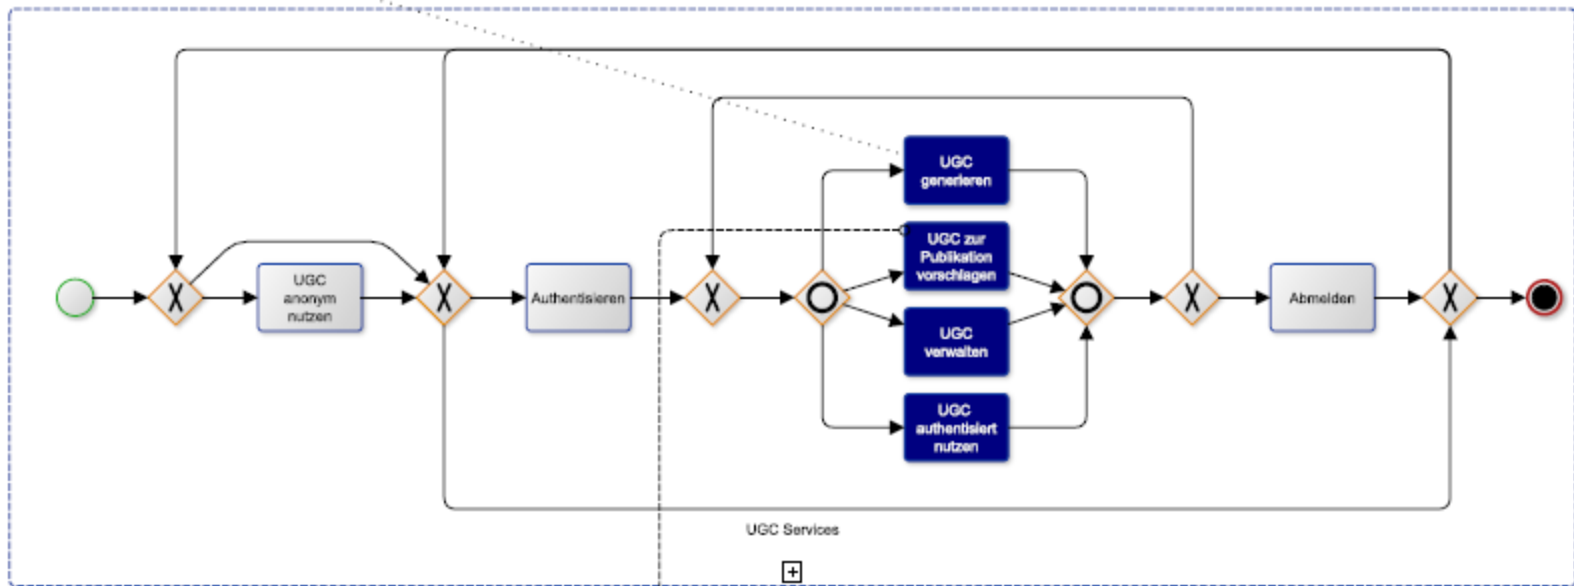 UGC
anonym
nutzen
Authentisieren
UGC
generieren
UGC zur
Publikation
vorschlagen
UGC
verwalten
UGC
authentisiert
nutzen
Abmelden
UGC Services